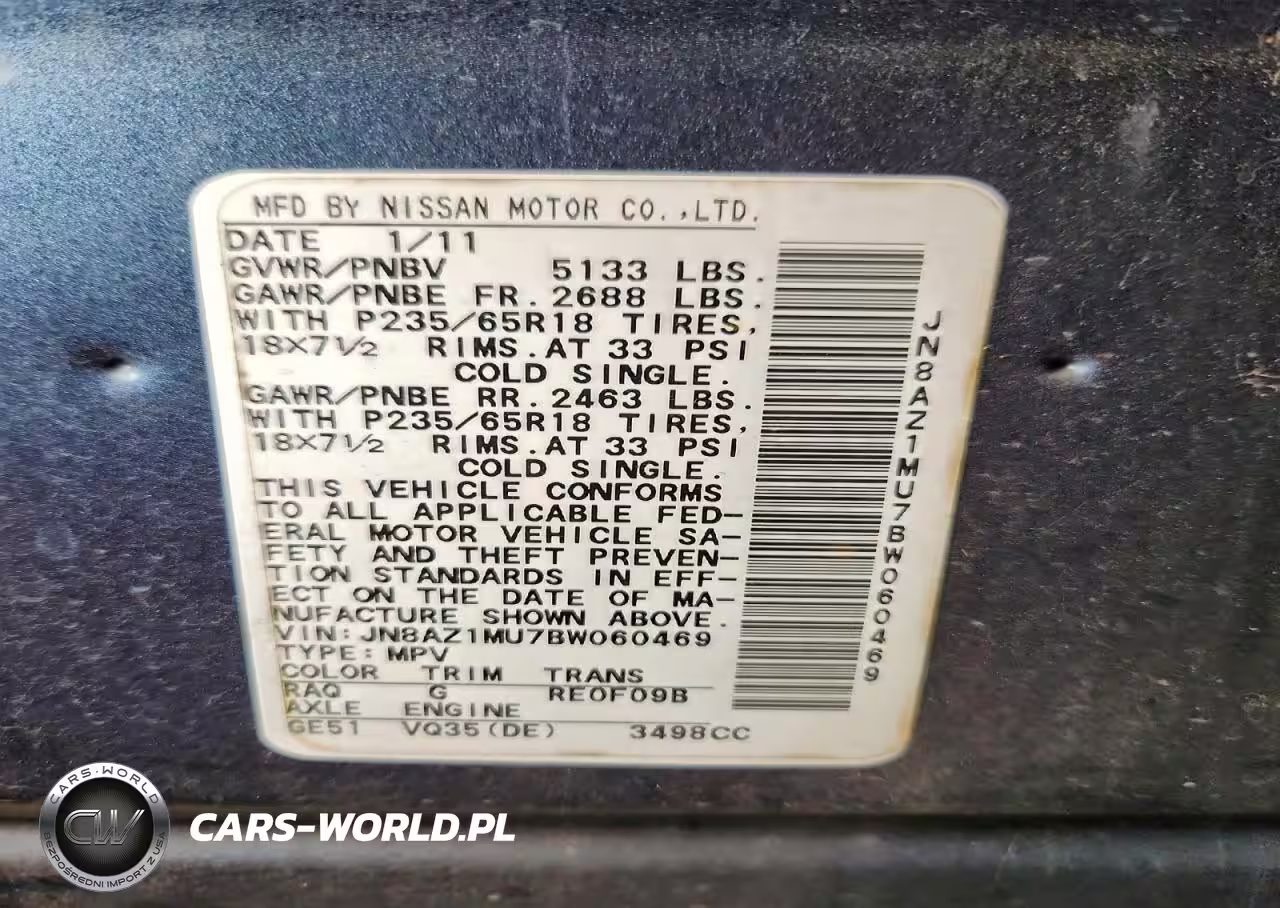 MFD BY NISSAN MOTOR CO.,LTD.
DATE 1/11
GVWR/PNBV 5133 LBS.
GAWR/PNBE FR. 2688 LBS.
WITH P235/65R18 TIRES,
18X7½ RIMS. AT 33 PSI
COLD SINGLE.
GAWR/PNBE RR. 2463 LBS.
WITH P235/65R18 TIRES,
18X7½ RIMS. AT 33 PSI
COLD SINGLE.
THIS VEHICLE CONFORMS
TO ALL APPLICABLE FED-
ERAL MOTOR VEHICLE SA-
FETY AND THEFT PREVEN-
TION STANDARDS IN EFF-
ECT ON THE DATE OF MA-
NUFACTURE SHOWN ABOVE.
VIN: JN8AZ1MU7BW060469
TYPE: MPV
COLOR TRIM TRANS
RAQ G RE0F09B
AXLE ENGINE
GE51 VQ35(DE) 3498CC
JN8AZ1MU7BW060469
CARS-WORLD
CW
BEZPOŚREDNI IMPORT Z USA
CARS-WORLD.PL